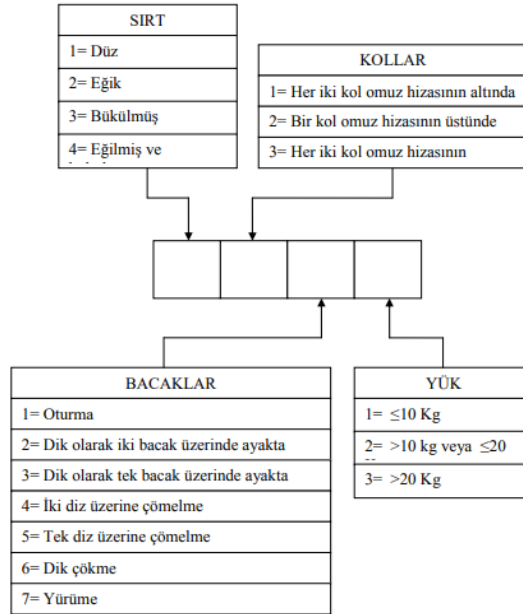 SIRT
1= Düz
2= Eğik
3= Bükülmüş
4= Eğilmiş ve
KOLLAR
1= Her iki kol omuz hizasının altında
2= Bir kol omuz hizasının üstünde
3= Her iki kol omuz hizasının
BACAKLAR
1= Oturma
2= Dik olarak iki bacak üzerinde ayakta
3= Dik olarak tek bacak üzerinde ayakta
4= İki diz üzerine çömelme
5= Tek diz üzerine çömelme
6= Dik çökme
7= Yürüme
YÜK
1= ≤10 Kg
2= >10 kg veya ≤20
3= >20 Kg